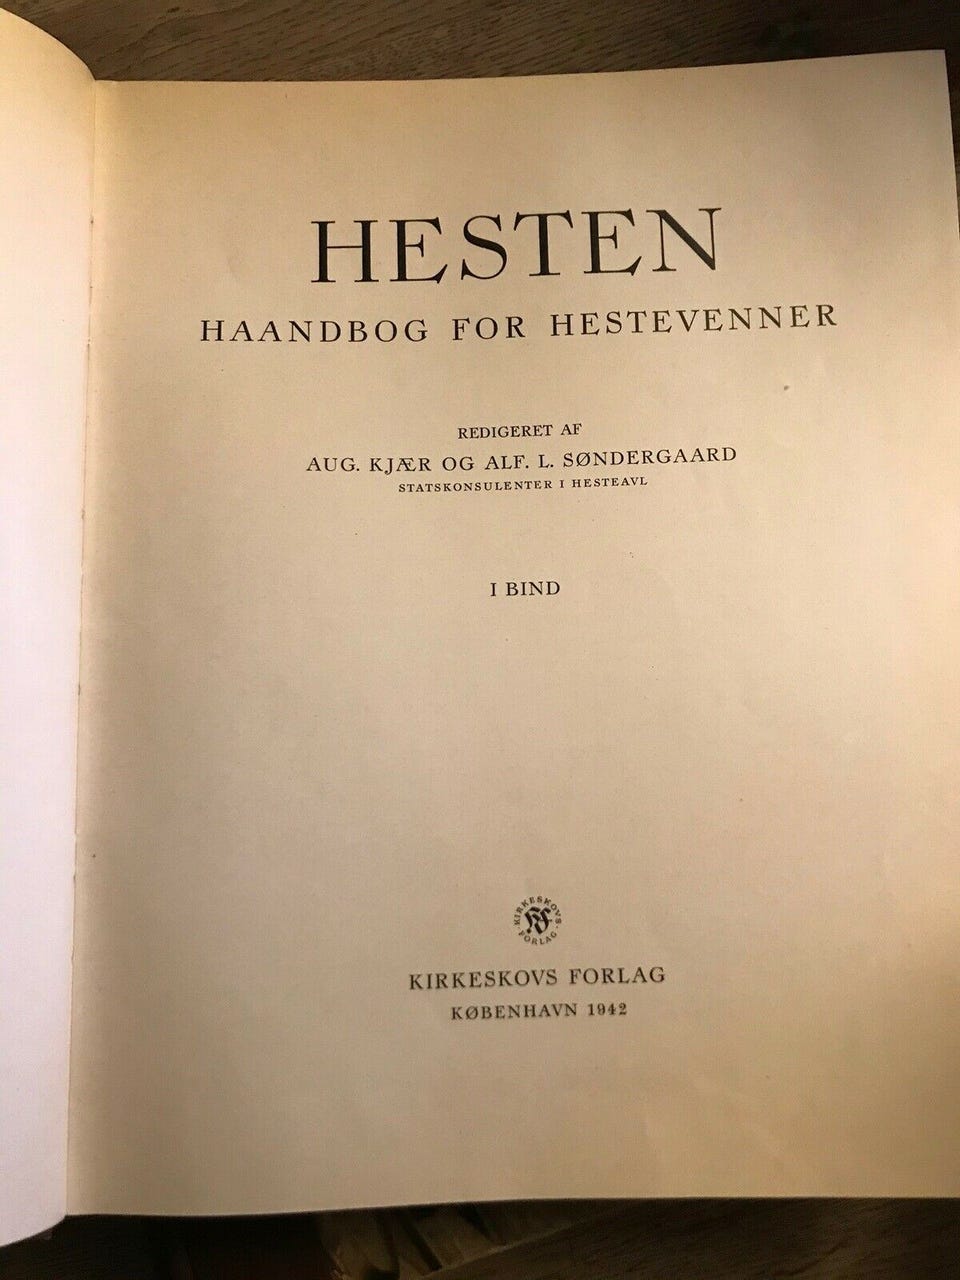 HESTEN
HAANDBOG FOR HESTEVENNER
REDIGERET AF
AUG. KJÆR OG ALF. L. SØNDERGAARD
STATSKONSULENTER I HESTEAVL
I BIND
KIRKESKOVS
KF
FORLAG
KIRKESKOVS FORLAG
KØBENHAVN 1942